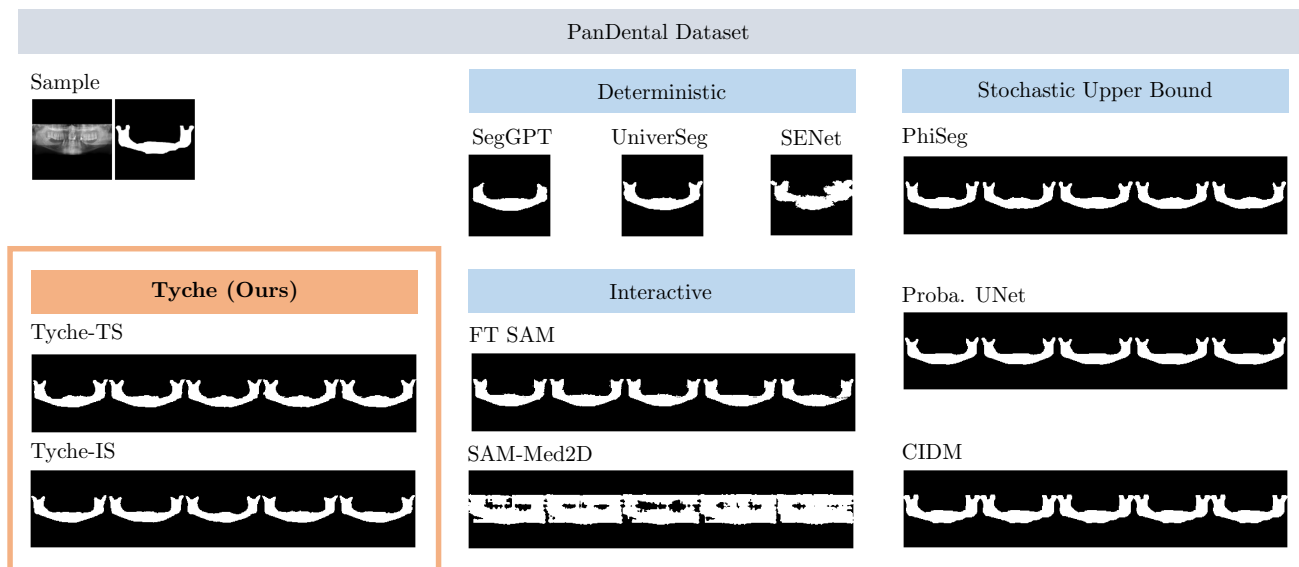 PanDental Dataset
Sample
Deterministic
Stochastic Upper Bound
SegGPT
UniverSeg
SENet
PhiSeg
Tyche (Ours)
Interactive
Proba. UNet
Tyche-TS
FT SAM
Tyche-IS
SAM-Med2D
CIDM